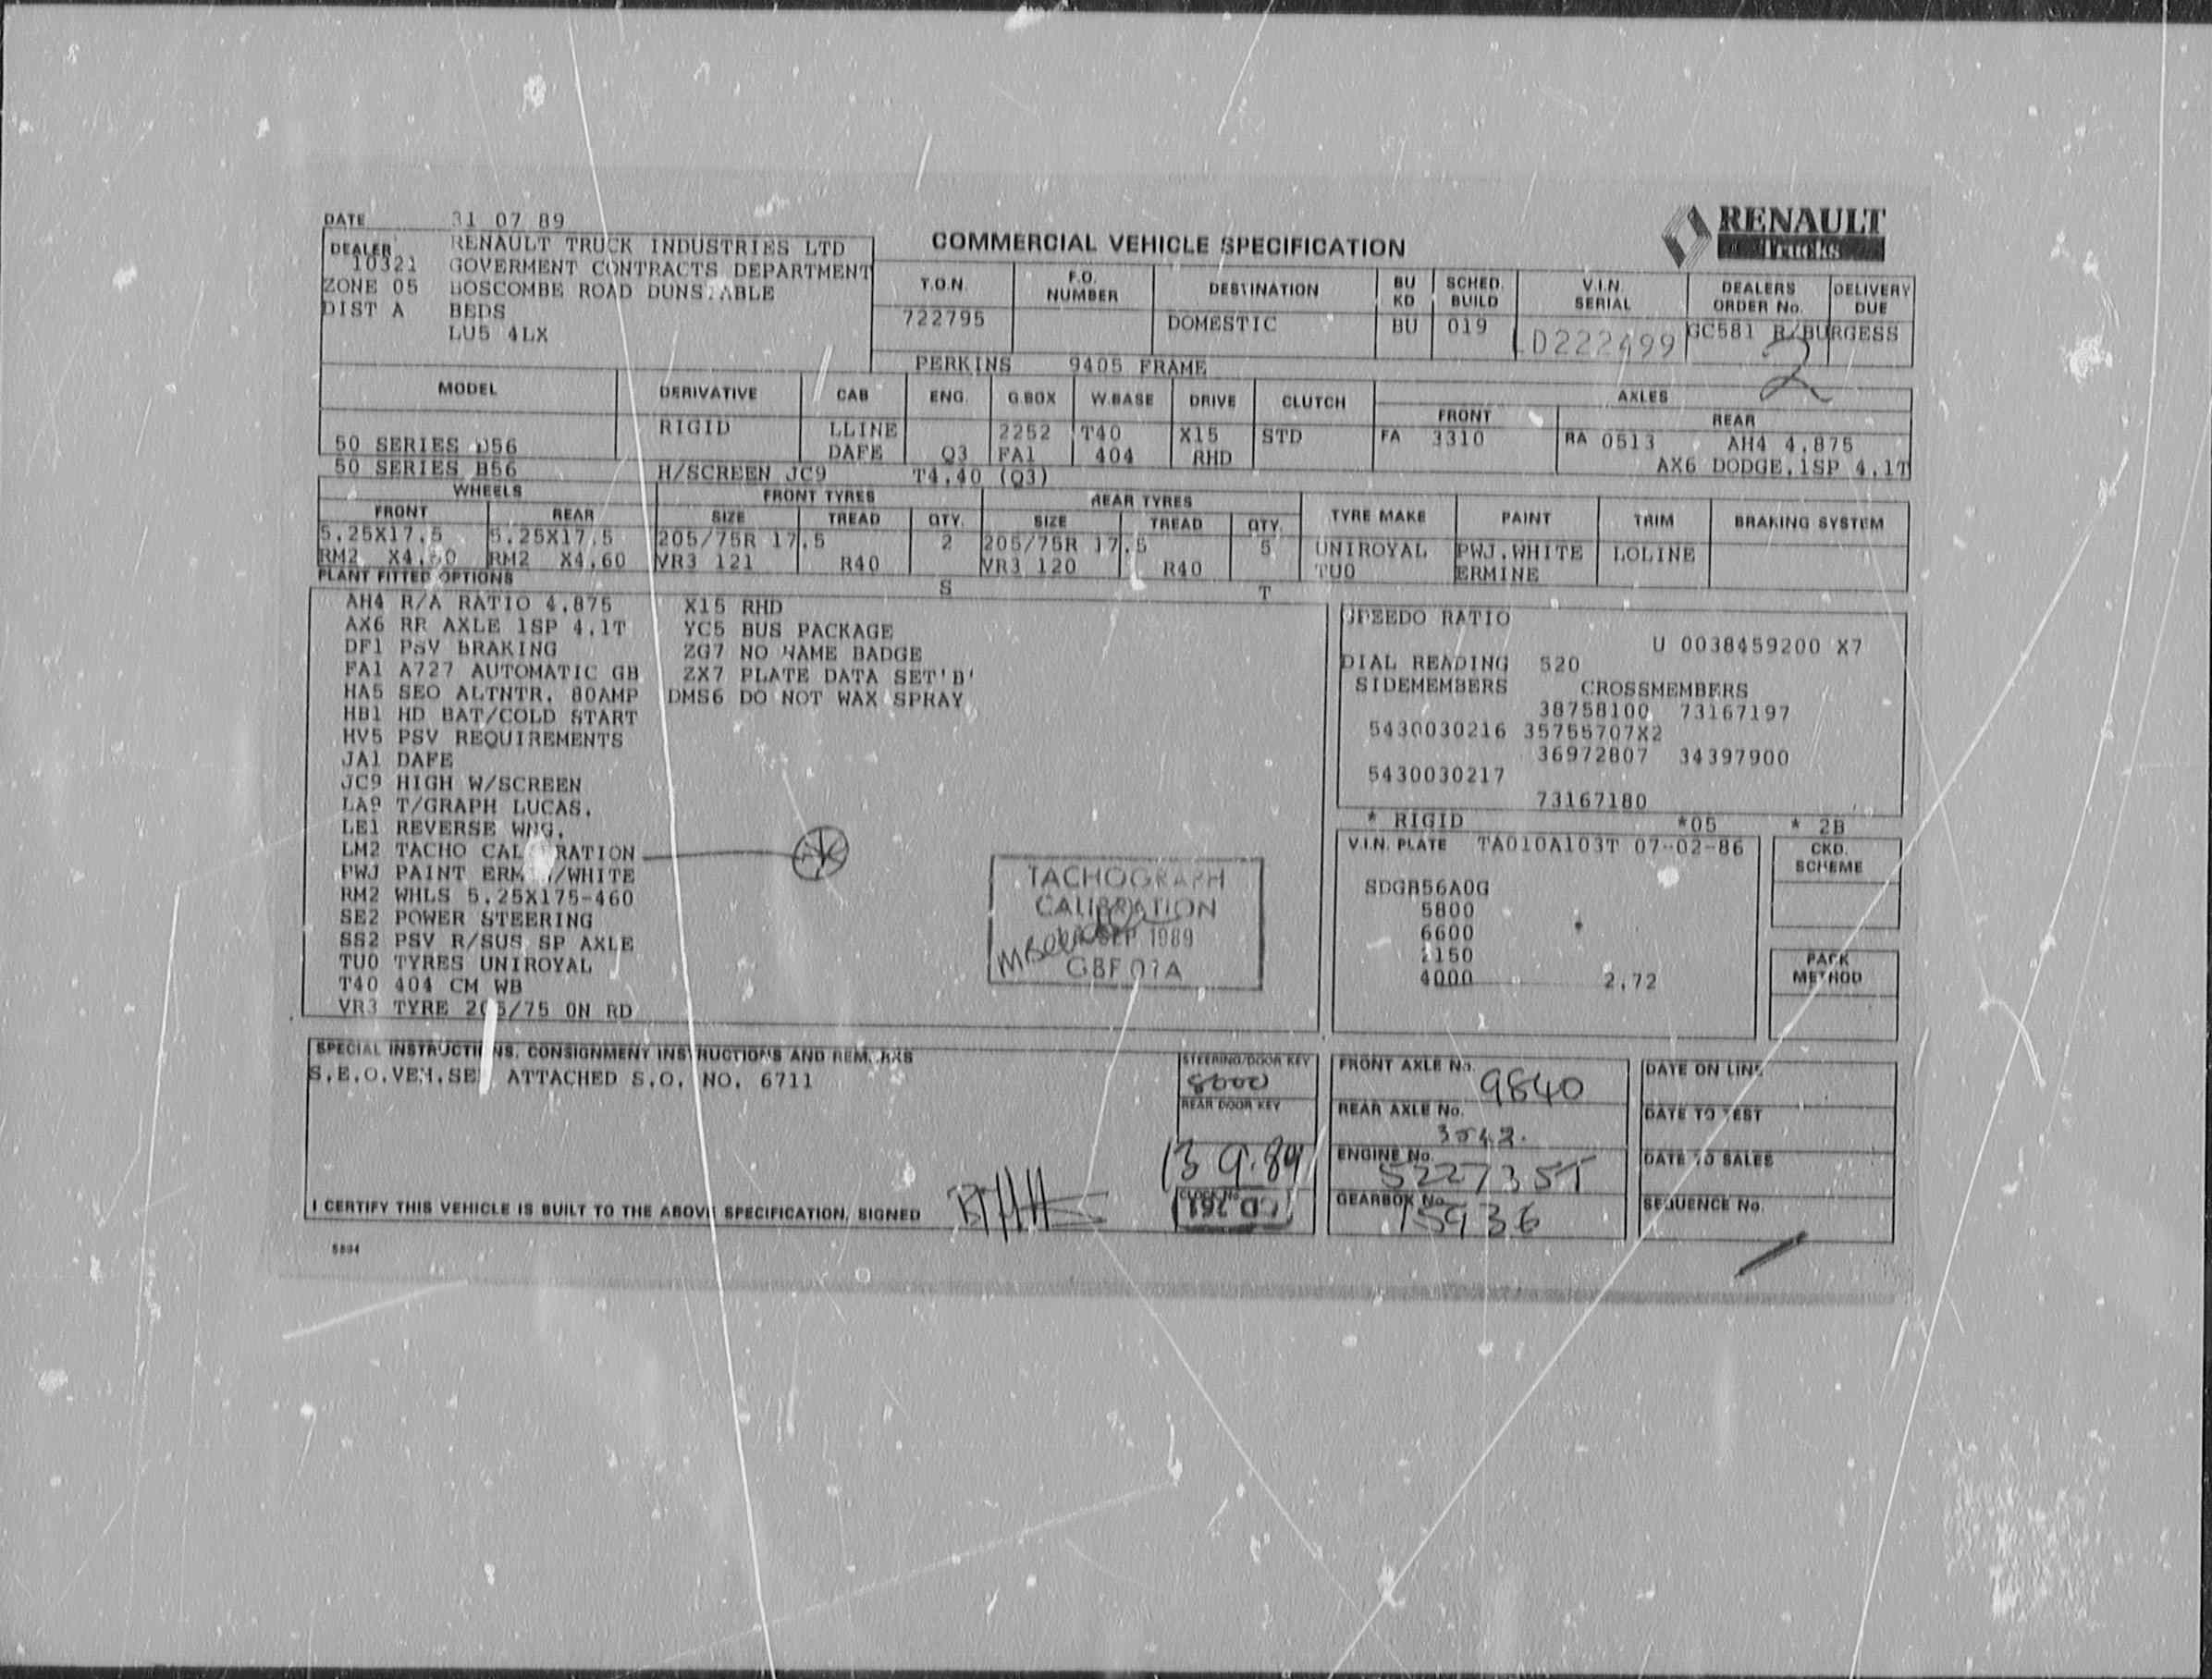 DATE 31 07 89
RENAULT
Trucks
DEALER RENAULT TRUCK INDUSTRIES LTD
10321 GOVERMENT CONTRACTS DEPARTMENT
ZONE 05 BOSCOMBE ROAD DUNSTABLE
DIST A BEDS
LU5 4LX
COMMERCIAL VEHICLE SPECIFICATION
T.O.N. F.O. NUMBER DESTINATION BU KD SCHED. BUILD V.I.N. SERIAL DEALERS ORDER No. DELIVERY DUE
722795 DOMESTIC BU 019 D222499 GC581 R/BURGESS
2
PERKINS 9405 FRAME
MODEL DERIVATIVE CAB ENG. G.BOX W.BASE DRIVE CLUTCH AXLES
FRONT REAR
RIGID LLINE 2252 T40 X15 STD FA 3310 RA 0513 AH4 4.875
50 SERIES D56 DAFE Q3 FA1 404 RHD
50 SERIES B56 H/SCREEN JC9 T4.40 (Q3) AX6 DODGE.1SP 4.1T
WHEELS FRONT TYRES REAR TYRES TYRE MAKE PAINT TRIM BRAKING SYSTEM
FRONT REAR SIZE TREAD QTY. SIZE TREAD QTY.
5.25X17.5 5.25X17.5 205/75R 17.5 2 205/75R 17.5 5 UNIROYAL PWJ.WHITE LOLINE
RM2 X4.60 RM2 X4.60 VR3 121 R40 VR3 120 R40 TU0 ERMINE
PLANT FITTED OPTIONS S T
AH4 R/A RATIO 4.875 X15 RHD
AX6 RR AXLE 1SP 4.1T YC5 BUS PACKAGE
DF1 PSV BRAKING ZG7 NO NAME BADGE
FA1 A727 AUTOMATIC GB ZX7 PLATE DATA SET'B'
HA5 SEO ALTNTR. 80AMP DMS6 DO NOT WAX SPRAY
HB1 HD BAT/COLD START
HV5 PSV REQUIREMENTS
JA1 DAFE
JC9 HIGH W/SCREEN
LA9 T/GRAPH LUCAS.
LE1 REVERSE WNG.
LM2 TACHO CALIBRATION
PWJ PAINT ERMIN/WHITE
RM2 WHLS 5.25X175-460
SE2 POWER STEERING
SS2 PSV R/SUS SP AXLE
TU0 TYRES UNIROYAL
T40 404 CM WB
VR3 TYRE 205/75 ON RD
TACHOGRAPH
CALIBRATION
SEP 1989
GBF 07A
SPEEDO RATIO
U 0038459200 X7
DIAL READING 520
SIDEMEMBERS CROSSMEMBERS
38758100 73167197
5430030216 35755707X2
36972807 34397900
5430030217
73167180
* RIGID *05 * 2B
V.I.N. PLATE TA010A103T 07-02-86
SDGB56A0G
5800
6600
2150
4000 2.72
CKD. SCHEME
PACK METHOD
SPECIAL INSTRUCTIONS, CONSIGNMENT INSTRUCTIONS AND REMARKS
S.E.O.VEH.SEE ATTACHED S.O. NO. 6711
STEERING/DOOR KEY
REAR DOOR KEY
13 9.89
CLOCK No.
CD 251
FRONT AXLE No. 9840
REAR AXLE No. 3542.
ENGINE No. 522735T
GEARBOX No. 15936
DATE ON LINE
DATE TO TEST
DATE TO SALES
SEQUENCE No.
I CERTIFY THIS VEHICLE IS BUILT TO THE ABOVE SPECIFICATION, SIGNED
5894